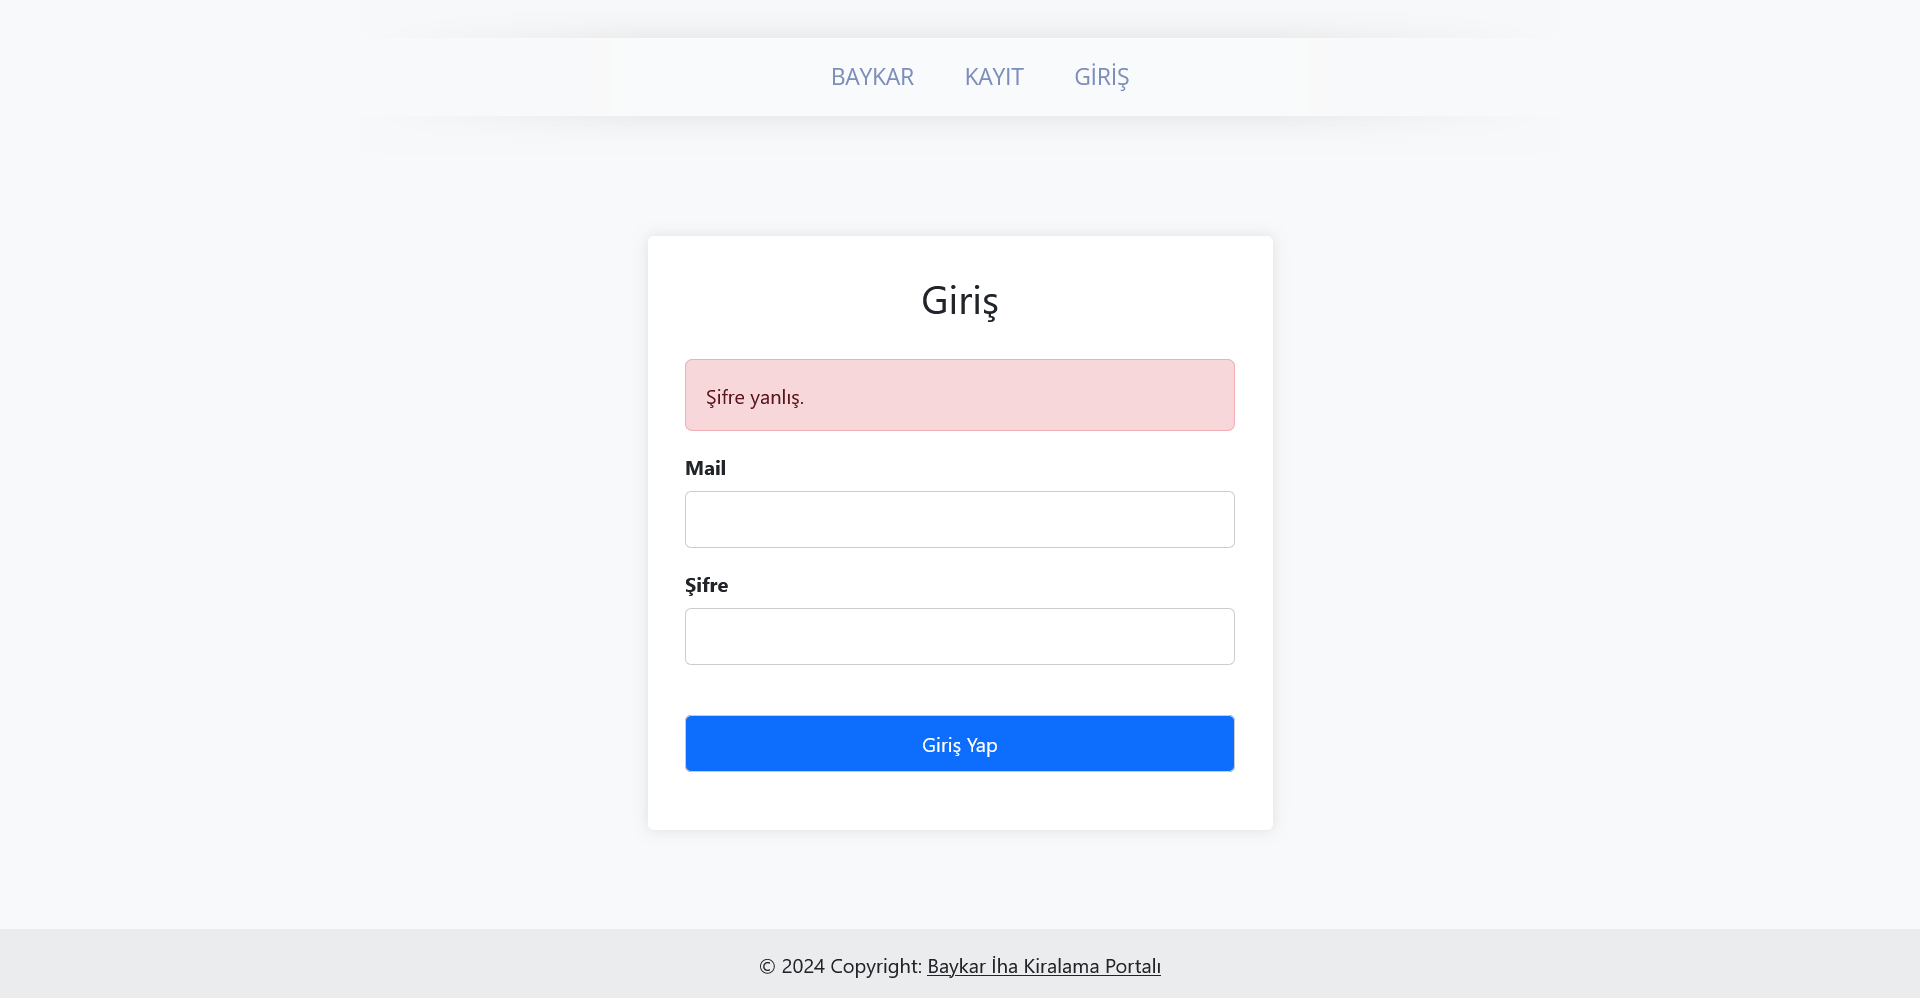 BAYKAR KAYIT GİRİŞ
Giriş
Şifre yanlış.
Mail
Şifre
Giriş Yap
© 2024 Copyright: Baykar İha Kiralama Portalı